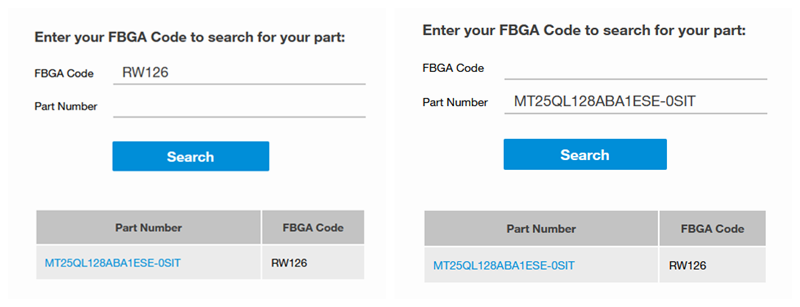 Enter your FBGA Code to search for your part:
FBGA Code RW126
Part Number
Search
Part Number FBGA Code
MT25QL128ABA1ESE-0SIT RW126
Enter your FBGA Code to search for your part:
FBGA Code
Part Number MT25QL128ABA1ESE-0SIT
Search
Part Number FBGA Code
MT25QL128ABA1ESE-0SIT RW126